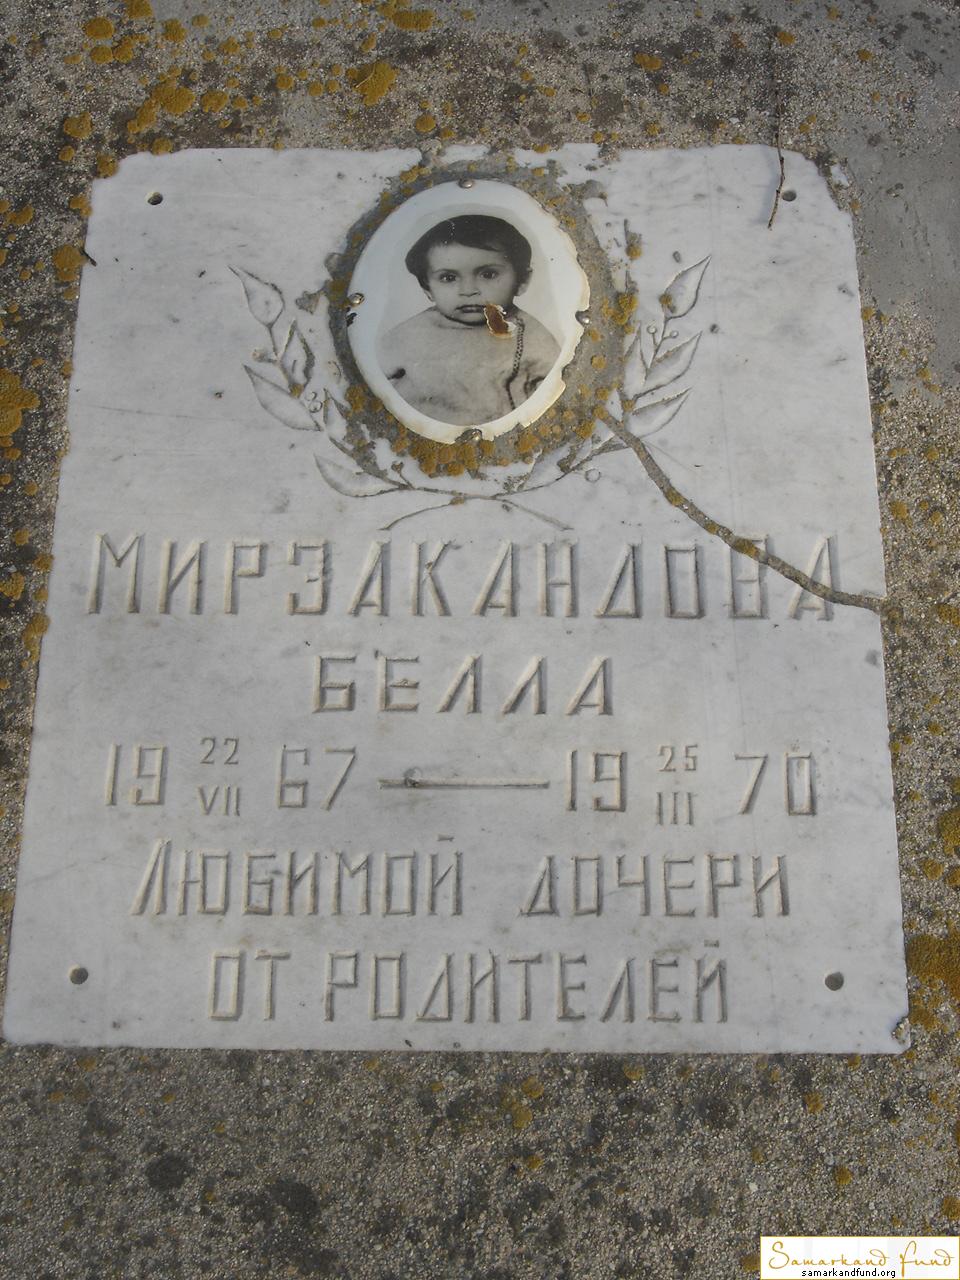 МИРЗАКАНДОВА
БЕЛЛА
19 22/VII 67 — 19 25/III 70
ЛЮБИМОЙ ДОЧЕРИ
ОТ РОДИТЕЛЕЙ
Samarkand fund
samarkandfund.org